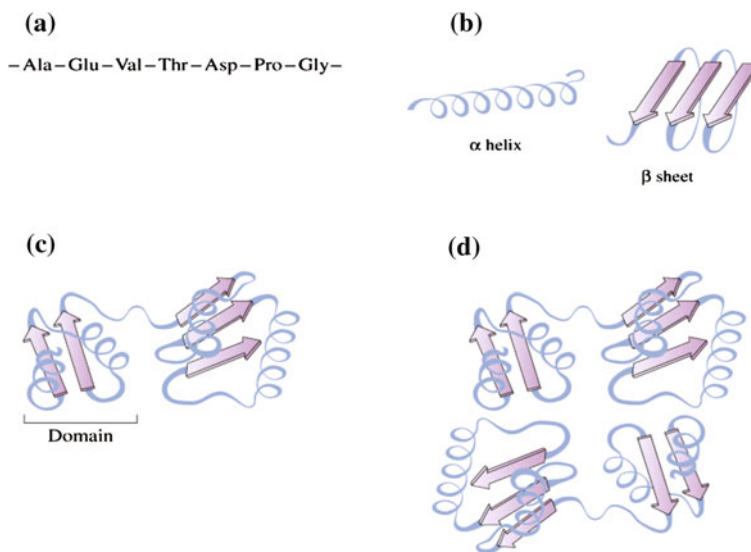 (a)
– Ala – Glu – Val – Thr – Asp – Pro – Gly –
(b)
α helix
β sheet
(c)
Domain
(d)